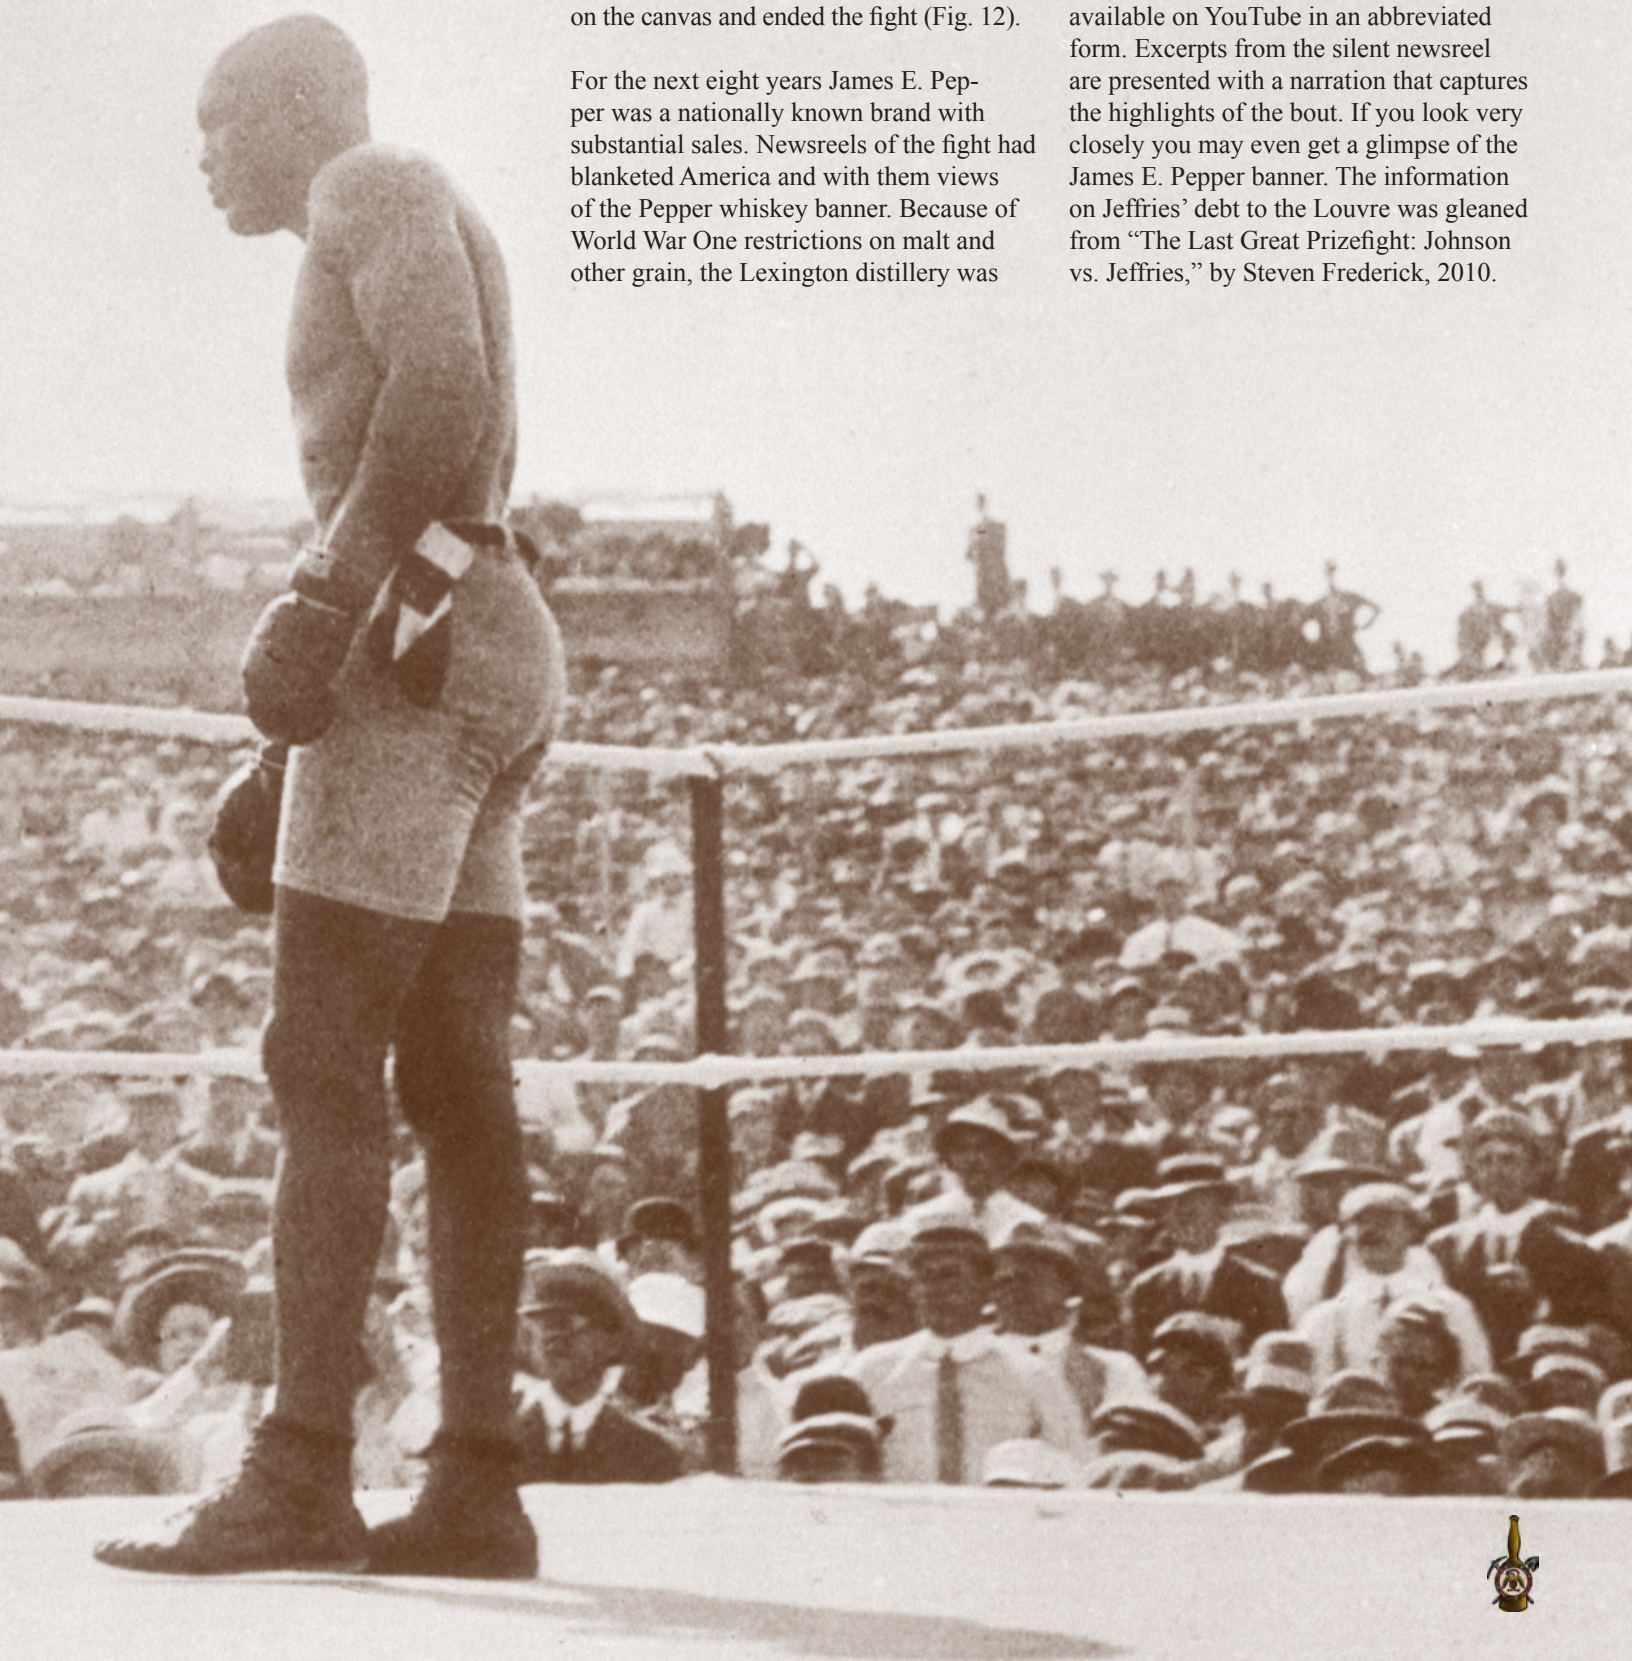 on the canvas and ended the fight (Fig. 12).
For the next eight years James E. Pep-
per was a nationally known brand with
substantial sales. Newsreels of the fight had
blanketed America and with them views
of the Pepper whiskey banner. Because of
World War One restrictions on malt and
other grain, the Lexington distillery was
available on YouTube in an abbreviated
form. Excerpts from the silent newsreel
are presented with a narration that captures
the highlights of the bout. If you look very
closely you may even get a glimpse of the
James E. Pepper banner. The information
on Jeffries’ debt to the Louvre was gleaned
from “The Last Great Prizefight: Johnson
vs. Jeffries,” by Steven Frederick, 2010.